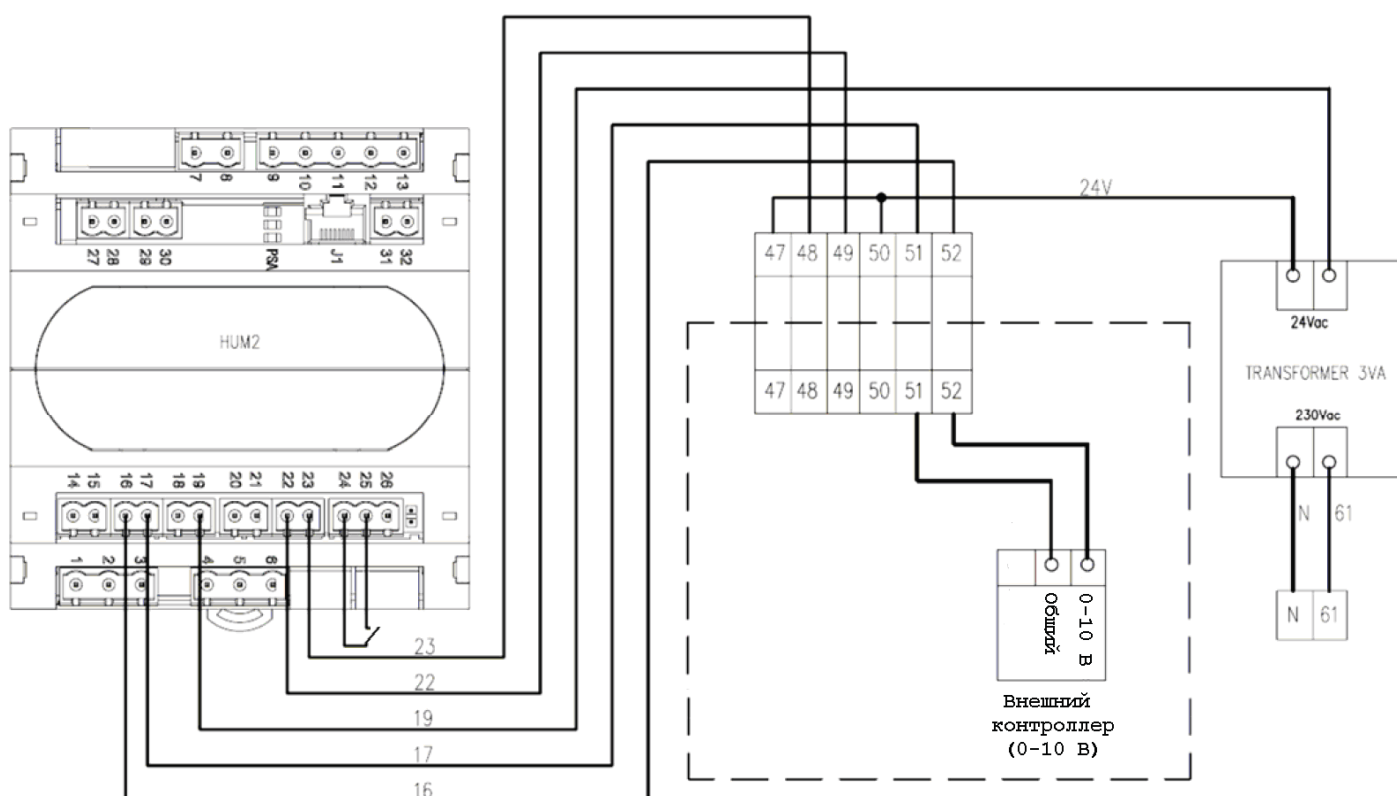 24V
7 8 9 10 11 12 13
47 48 49 50 51 52
27 28 29 30 PSA J1 31 32
24Vac
HUM2
TRANSFORMER 3VA
47 48 49 50 51 52
230Vac
14 15 16 17 18 19 20 21 22 23 24 25 26
N 61
1 2 3 4 5 6
Общий
0-10 В
N 61
23
22
Внешний
контроллер
(0-10 В)
19
17
16